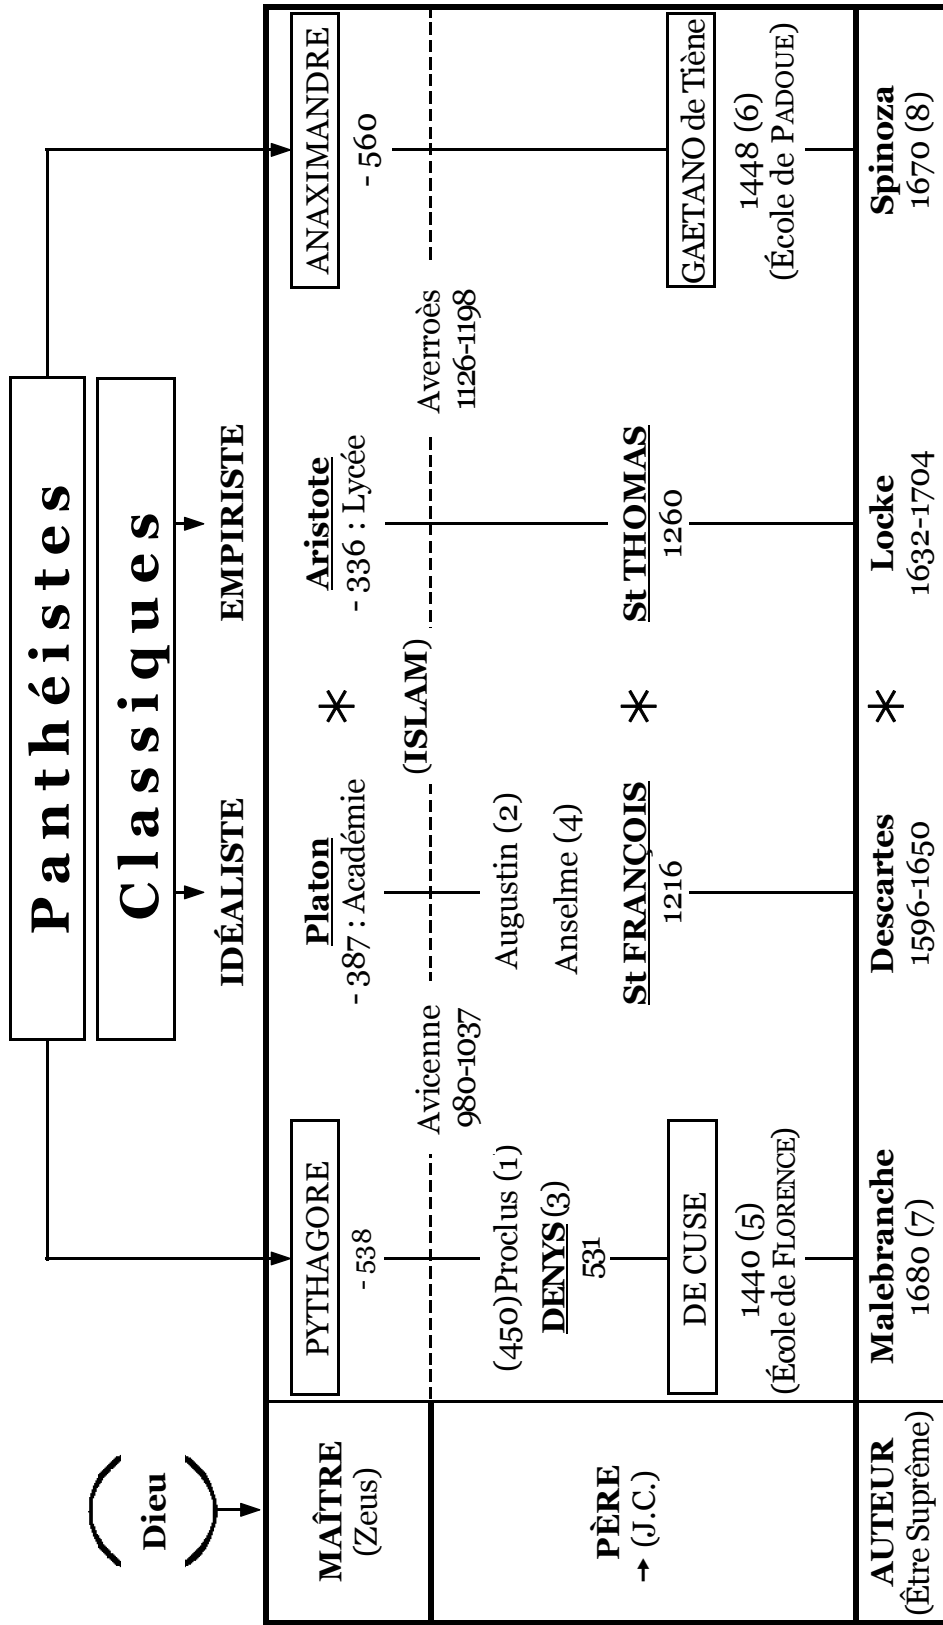 Panthéistes
Classiques
(Dieu)
IDÉALISTE
EMPIRISTE
MAÎTRE
(Zeus)
PYTHAGORE
- 538
Platon
- 387 : Académie
*
Aristote
- 336 : Lycée
ANAXIMANDRE
- 560
Avicenne
980-1037
(ISLAM)
Averroès
1126-1198
PÈRE
→ (J.C.)
(450)Proclus (1)
DENYS (3)
531
DE CUSE
1440 (5)
(École de FLORENCE)
Augustin (2)
Anselme (4)
St FRANÇOIS
1216
*
St THOMAS
1260
GAETANO de Tiène
1448 (6)
(École de PADOUE)
AUTEUR
(Être Suprême)
Malebranche
1680 (7)
Descartes
1596-1650
*
Locke
1632-1704
Spinoza
1670 (8)